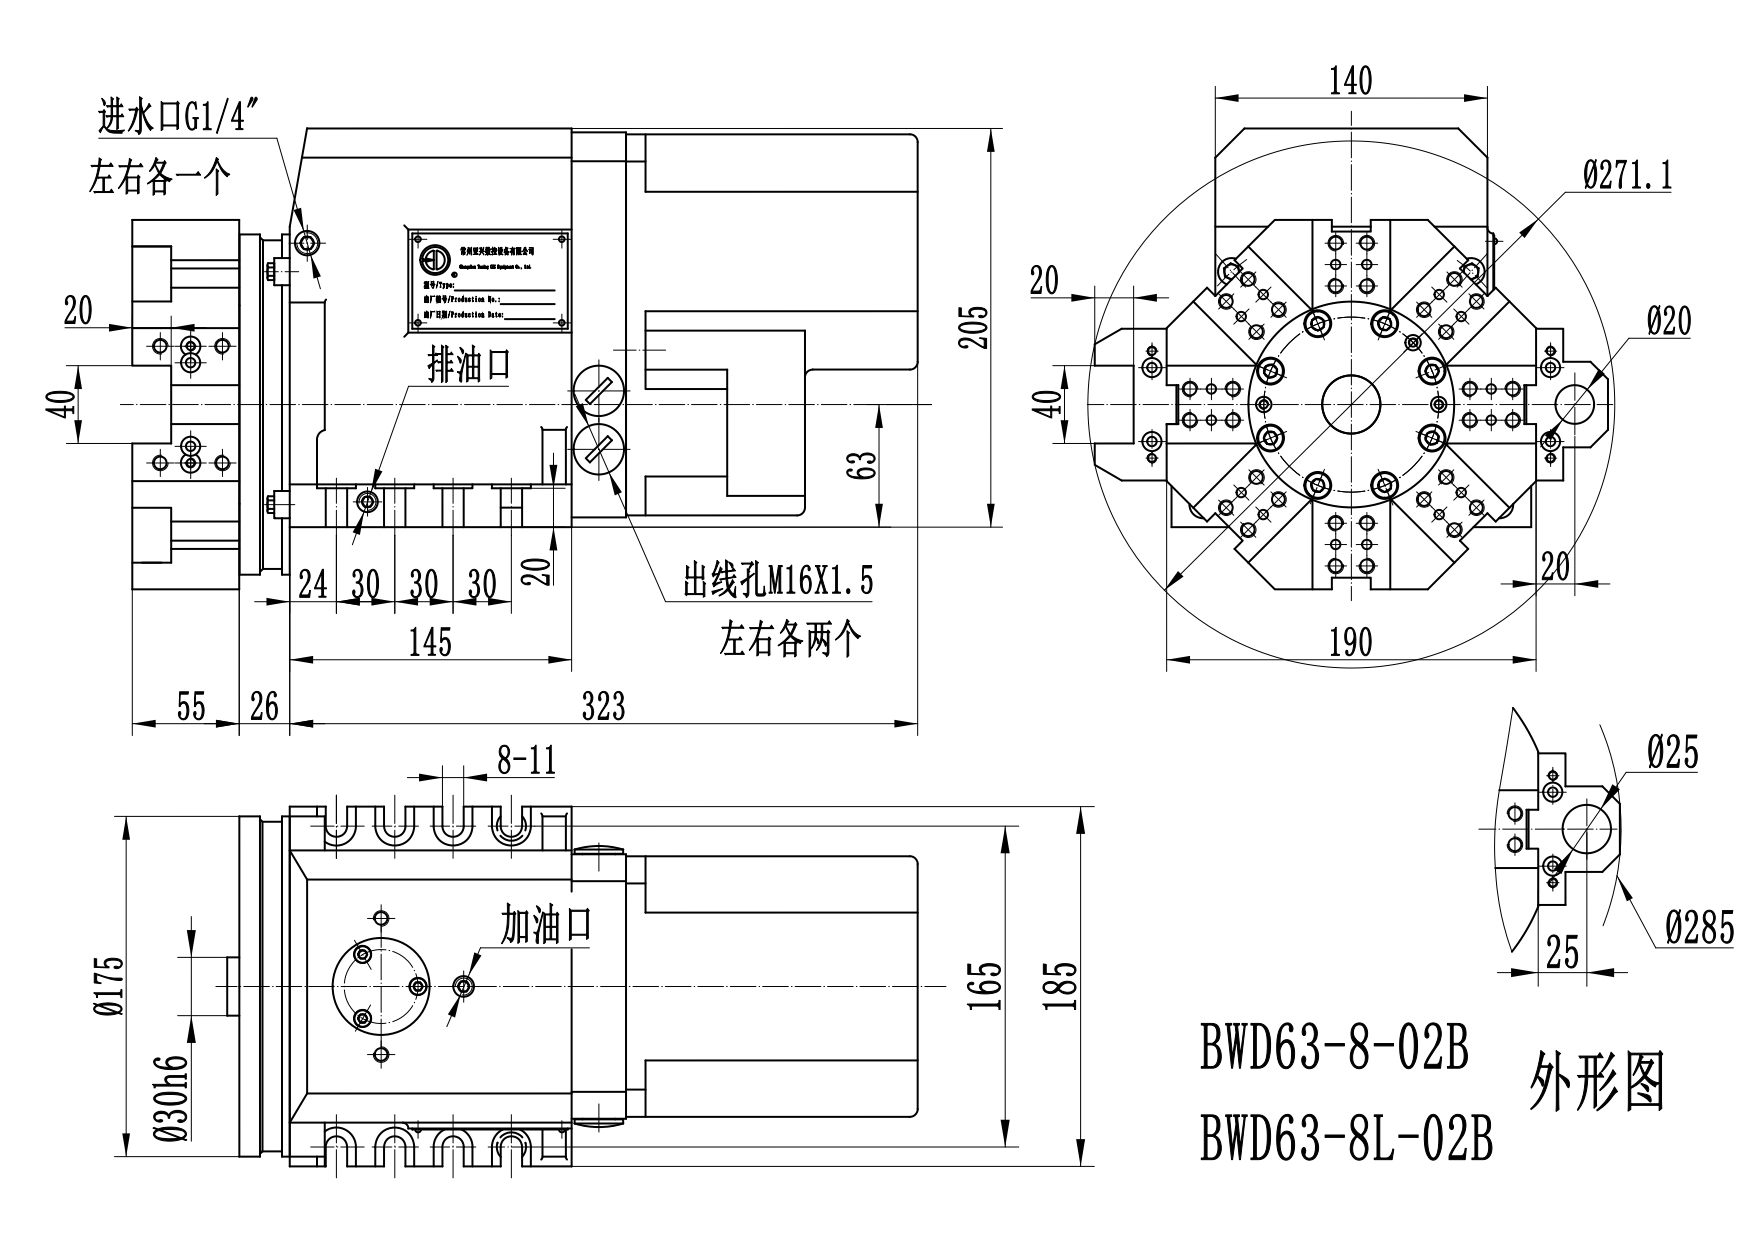 进水口G1/4"
左右各一个
常州亚兴数控设备有限公司
Changzhou Yaxing CNC Equipment Co., Ltd.
型号/Type:
出厂编号/Production No.:
出厂日期/Production Date:
排油口
20
40
205
63
20
24
30
30
30
出线孔M16X1.5
左右各两个
145
55
26
323
140
Ø271.1
20
40
Ø20
20
190
8-11
加油口
Ø175
Ø30h6
165
185
Ø25
Ø285
25
BWD63-8-02B
BWD63-8L-02B
外形图